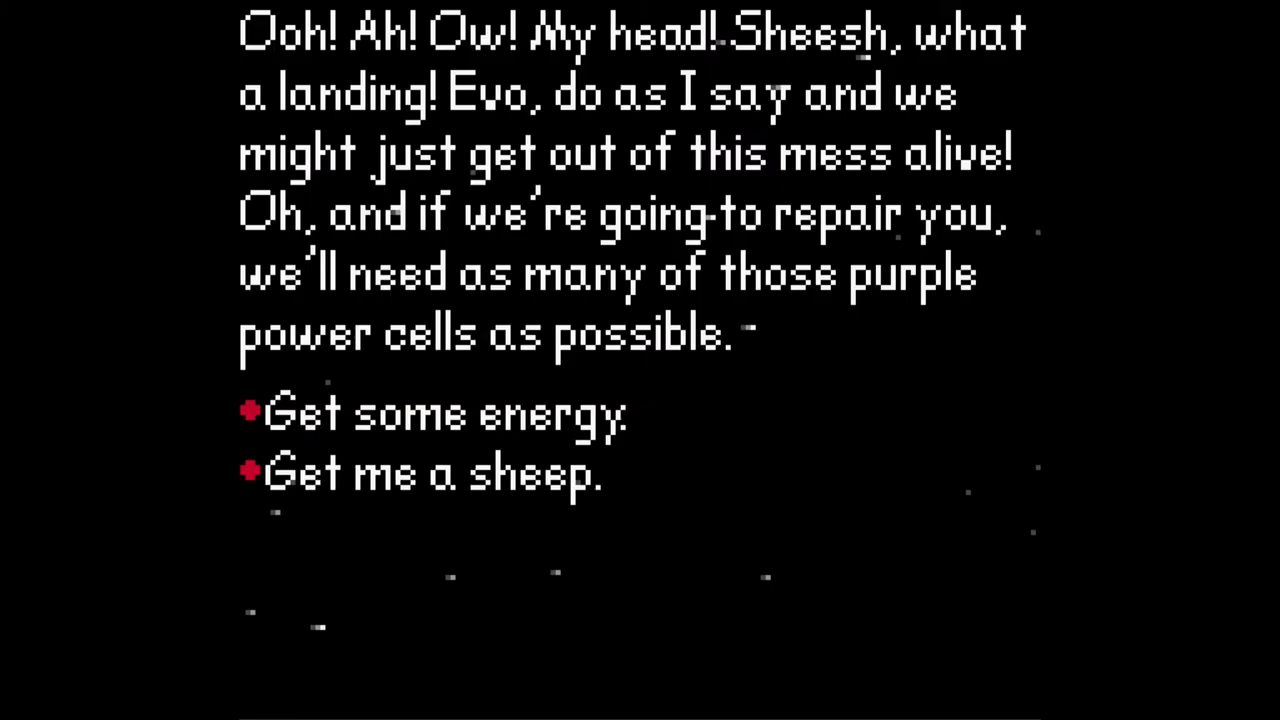 Ooh! Ah! Ow! My head! Sheesh, what
a landing! Evo, do as I say and we
might just get out of this mess alive!
Oh, and if we're going to repair you,
we'll need as many of those purple
power cells as possible.
Get some energy.
Get me a sheep.